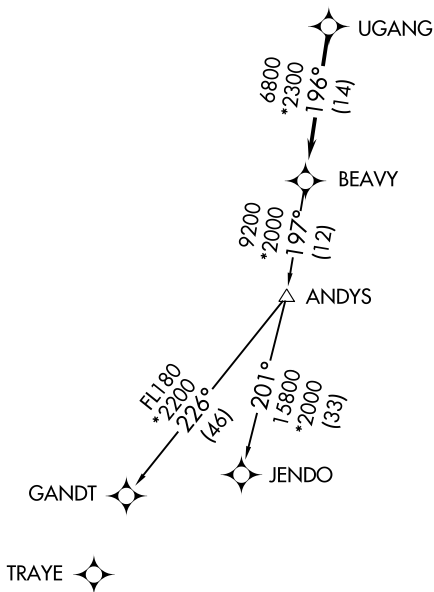 UGANG
6800
*2300
196°
(14)
BEAVY
9200
*2000
197°
(12)
ANDYS
FL180
*2200
226°
(46)
201°
15800
*2000
(33)
GANDT
JENDO
TRAYE